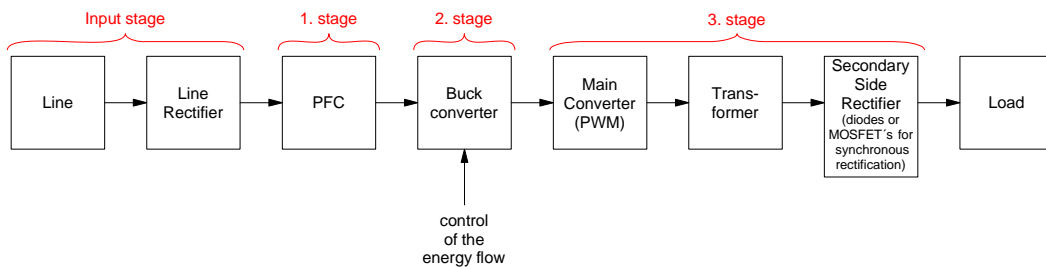 Input stage
1. stage
2. stage
3. stage
Line
Line
Rectifier
PFC
Buck
converter
Main
Converter
(PWM)
Trans-
former
Secondary
Side
Rectifier
(diodes or
MOSFET´s for
synchronous
rectification)
Load
control
of the
energy flow